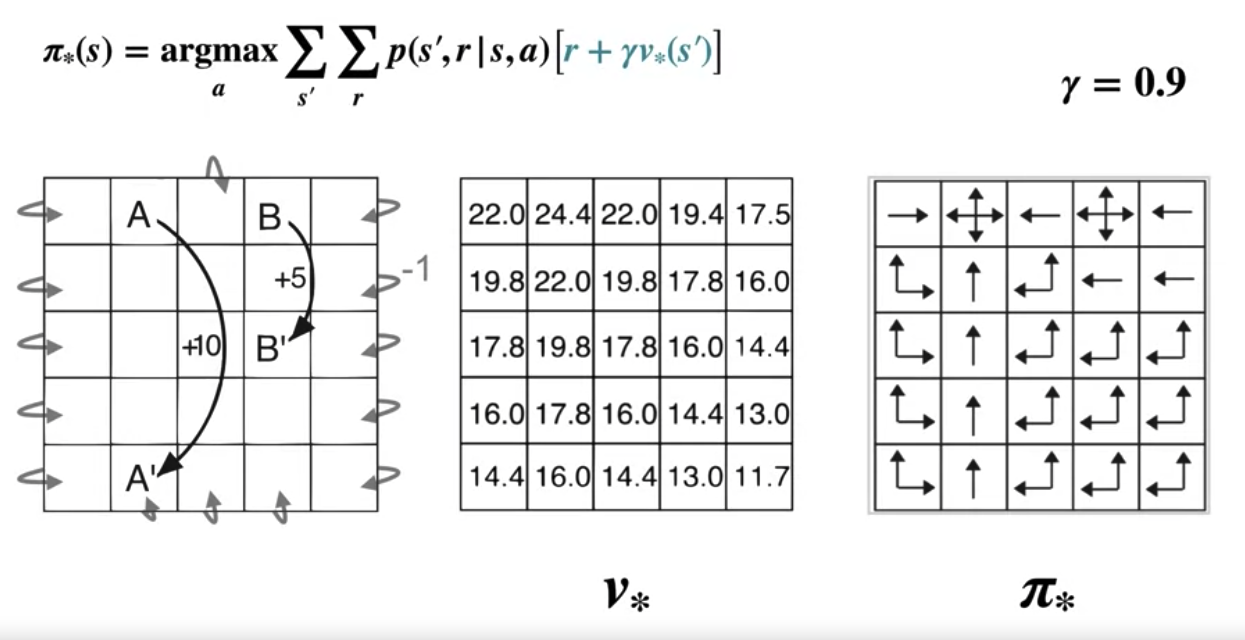 π*(s) = argmax Σ Σ p(s′, r | s, a) [r + γv*(s′)]
a s′ r
γ = 0.9
A B
+5 -1
+10 B'
A'
22.0 24.4 22.0 19.4 17.5
19.8 22.0 19.8 17.8 16.0
17.8 19.8 17.8 16.0 14.4
16.0 17.8 16.0 14.4 13.0
14.4 16.0 14.4 13.0 11.7
v*
π*